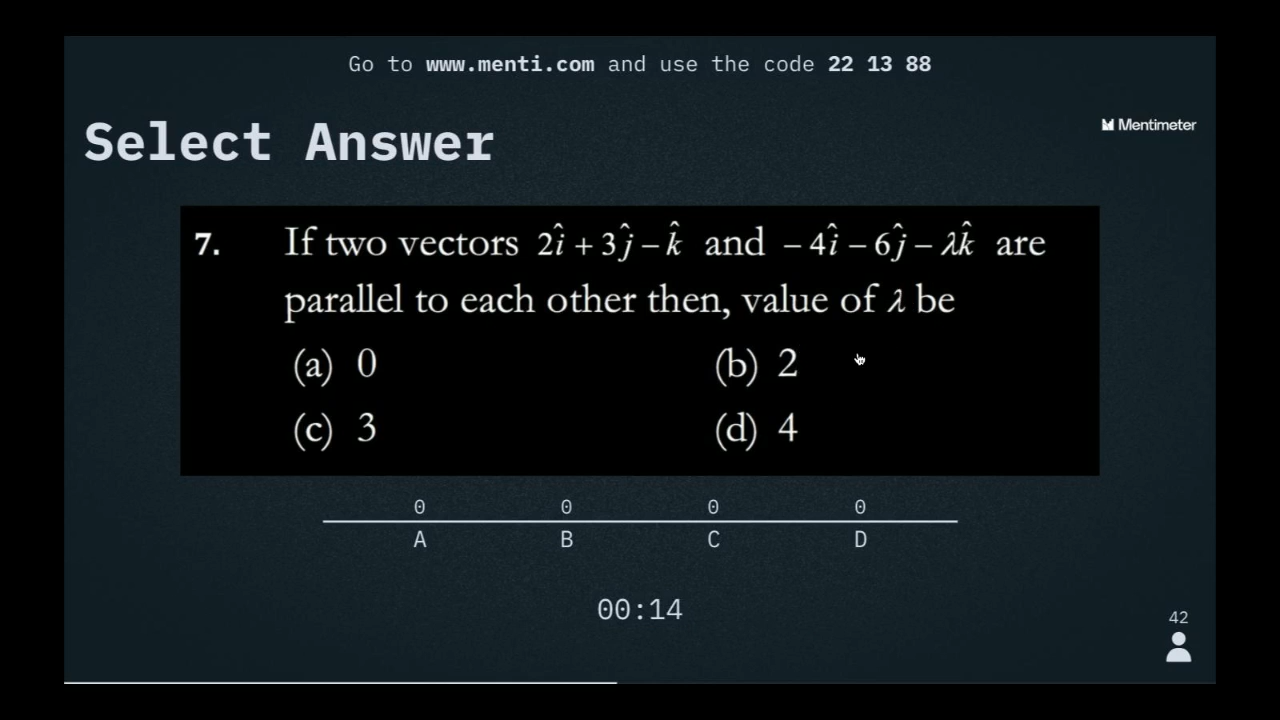 Go to www.menti.com and use the code 22 13 88
Select Answer
Mentimeter
7. If two vectors 2î + 3ĵ – k̂ and – 4î – 6ĵ – λk̂ are
parallel to each other then, value of λ be
(a) 0 (b) 2
(c) 3 (d) 4
0 0 0 0
A B C D
00:14
42